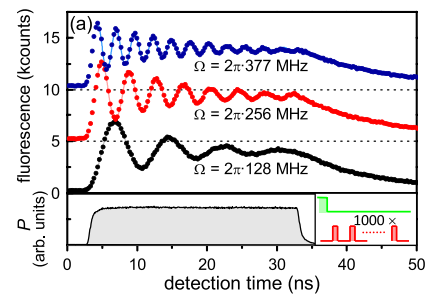 (a)
15
10
5
0
fluorescence (kcounts)
Ω = 2π·377 MHz
Ω = 2π·256 MHz
Ω = 2π·128 MHz
P
(arb. units)
1000 ×
0 10 20 30 40 50
detection time (ns)